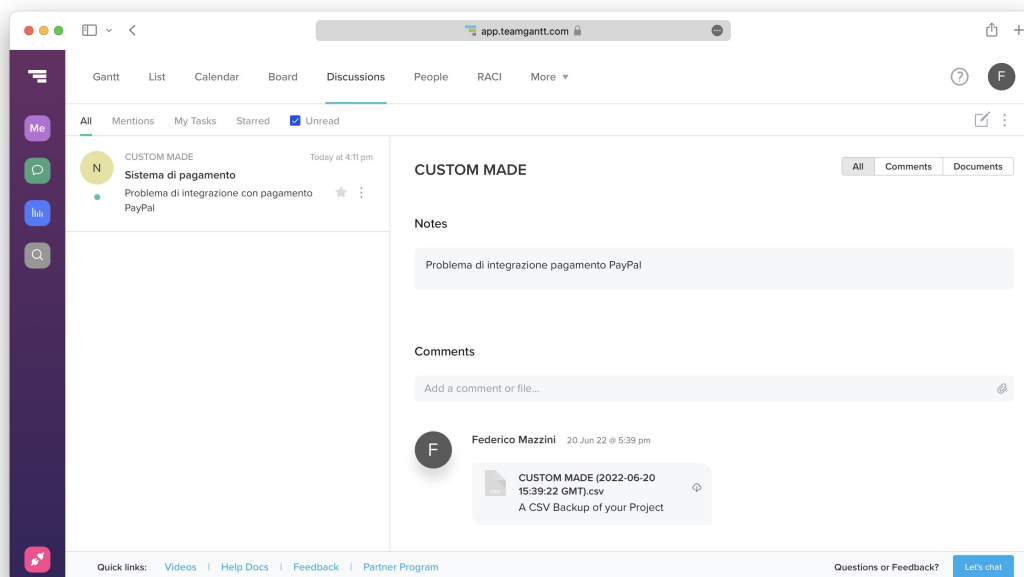 app.teamgantt.com
Gantt List Calendar Board Discussions People RACI More
? F
Me
All Mentions My Tasks Starred Unread
N
CUSTOM MADE Today at 4:11 pm
Sistema di pagamento
Problema di integrazione con pagamento
PayPal
CUSTOM MADE
All Comments Documents
Notes
Problema di integrazione pagamento PayPal
Comments
Add a comment or file...
F
Federico Mazzini 20 Jun 22 @ 5:39 pm
CUSTOM MADE (2022-06-20
15:39:22 GMT).csv
A CSV Backup of your Project
Quick links: Videos | Help Docs | Feedback | Partner Program
Questions or Feedback? Let's chat